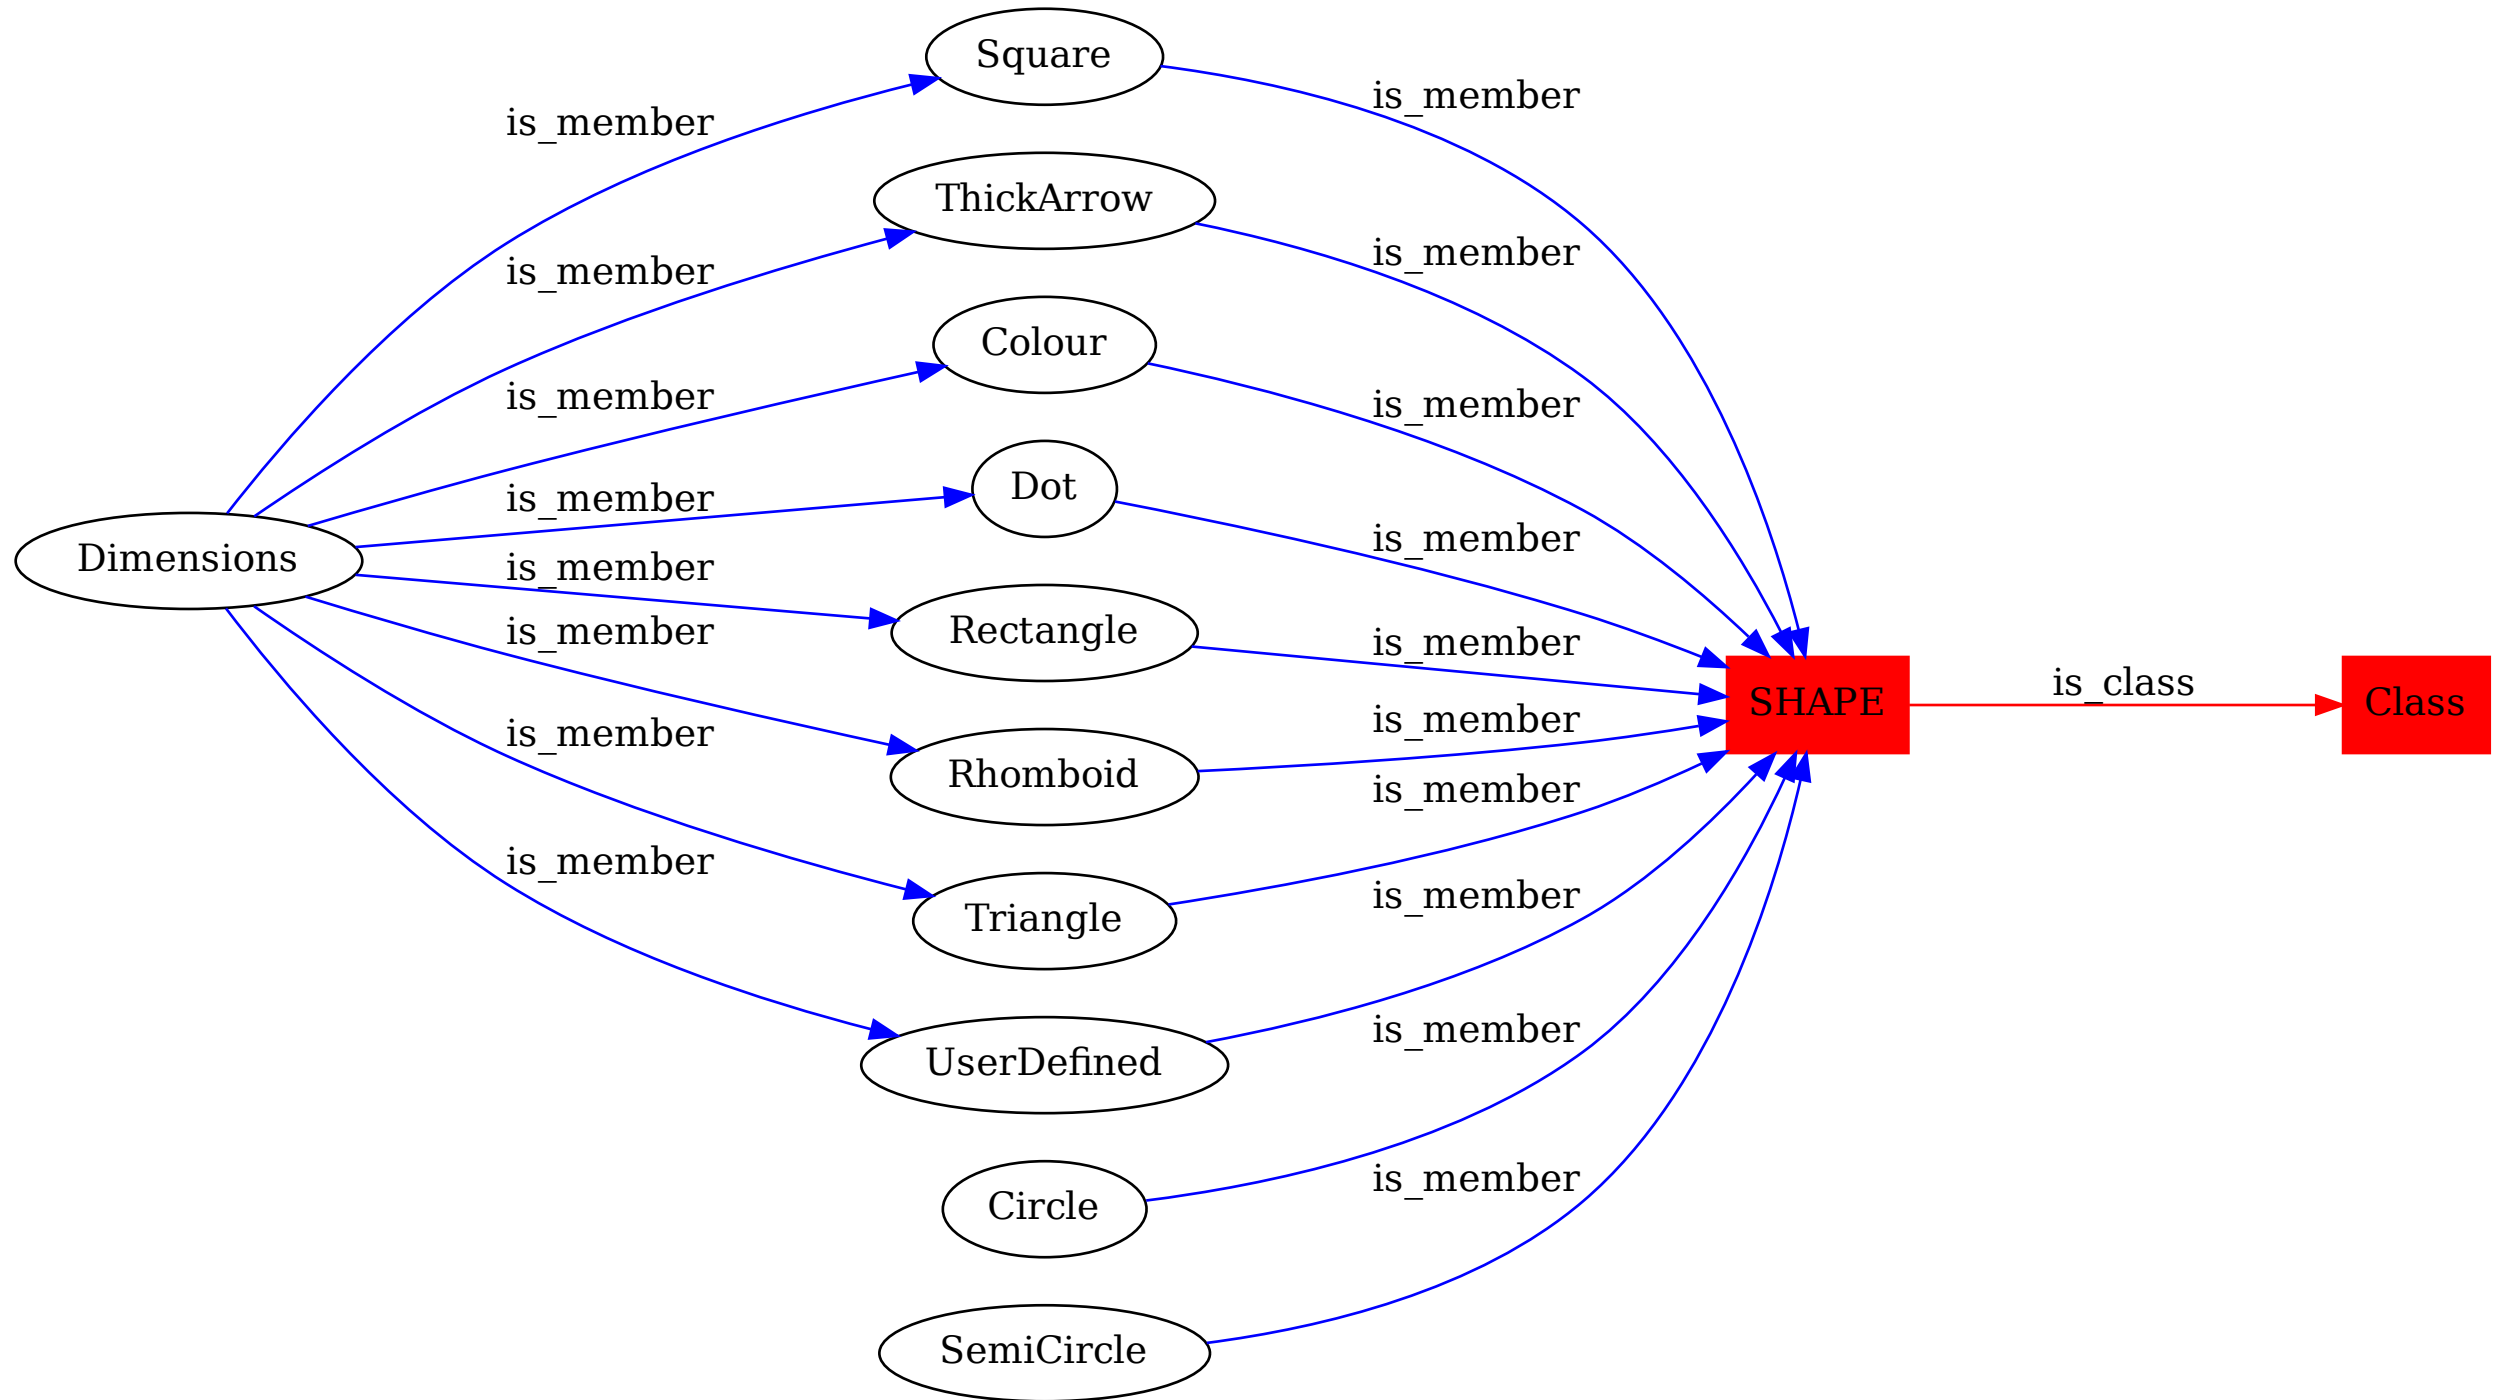 Square
is_member
is_member
ThickArrow
is_member
is_member
Colour
is_member
is_member
Dot
is_member
is_member
Dimensions
is_member
Rectangle
is_member
is_member
SHAPE
is_class
Class
is_member
Rhomboid
is_member
is_member
Triangle
is_member
is_member
UserDefined
is_member
Circle
is_member
SemiCircle